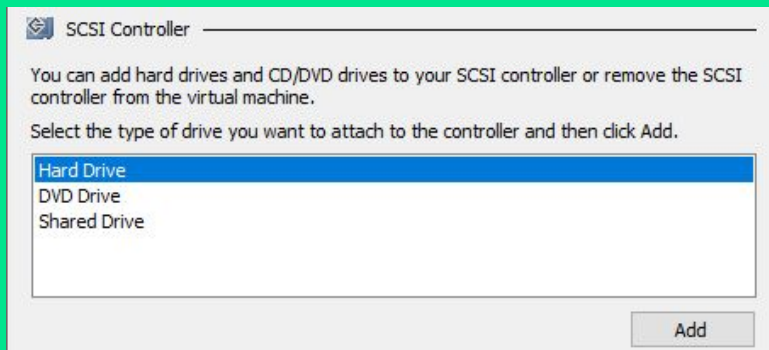 SCSI Controller
You can add hard drives and CD/DVD drives to your SCSI controller or remove the SCSI
controller from the virtual machine.
Select the type of drive you want to attach to the controller and then click Add.
Hard Drive
DVD Drive
Shared Drive
Add